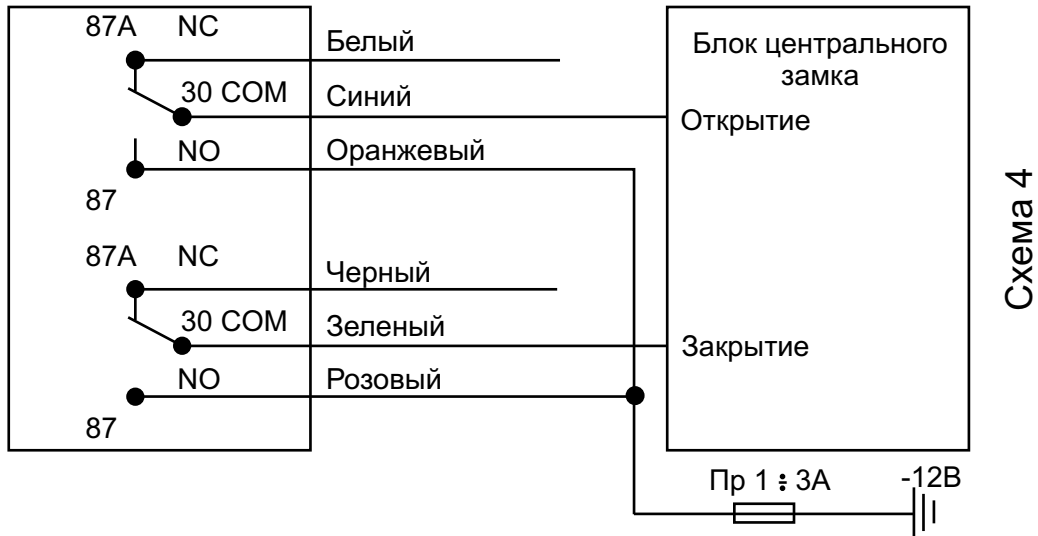 87A NC
Белый
30 COM
Синий
NO
Оранжевый
87
87A NC
Черный
30 COM
Зеленый
NO
Розовый
87
Блок центрального
замка
Открытие
Закрытие
Пр 1 ÷ 3А
-12В
Схема 4